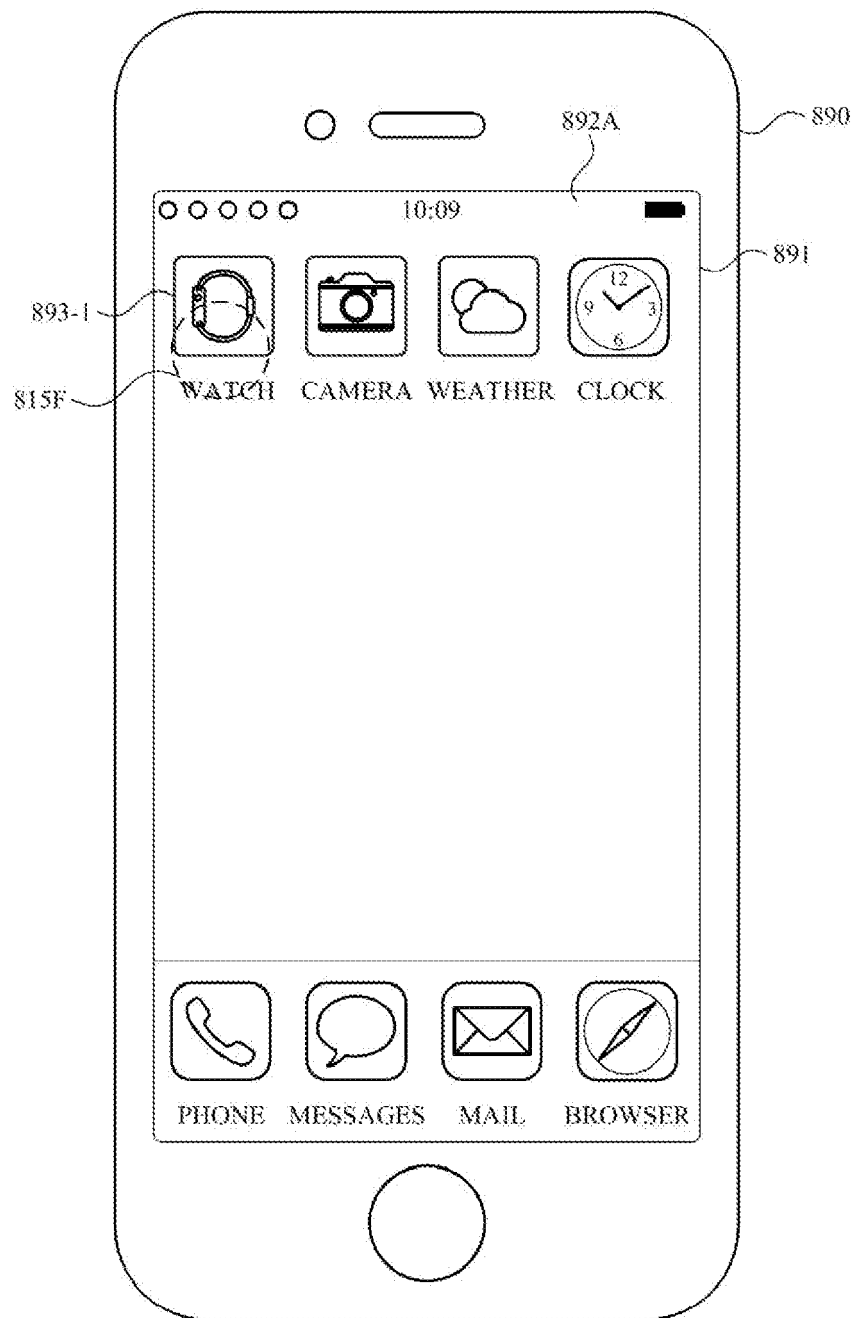 890
892A
10:09
891
893-1
12
9 3
6
815F
WATCH CAMERA WEATHER CLOCK
PHONE MESSAGES MAIL BROWSER